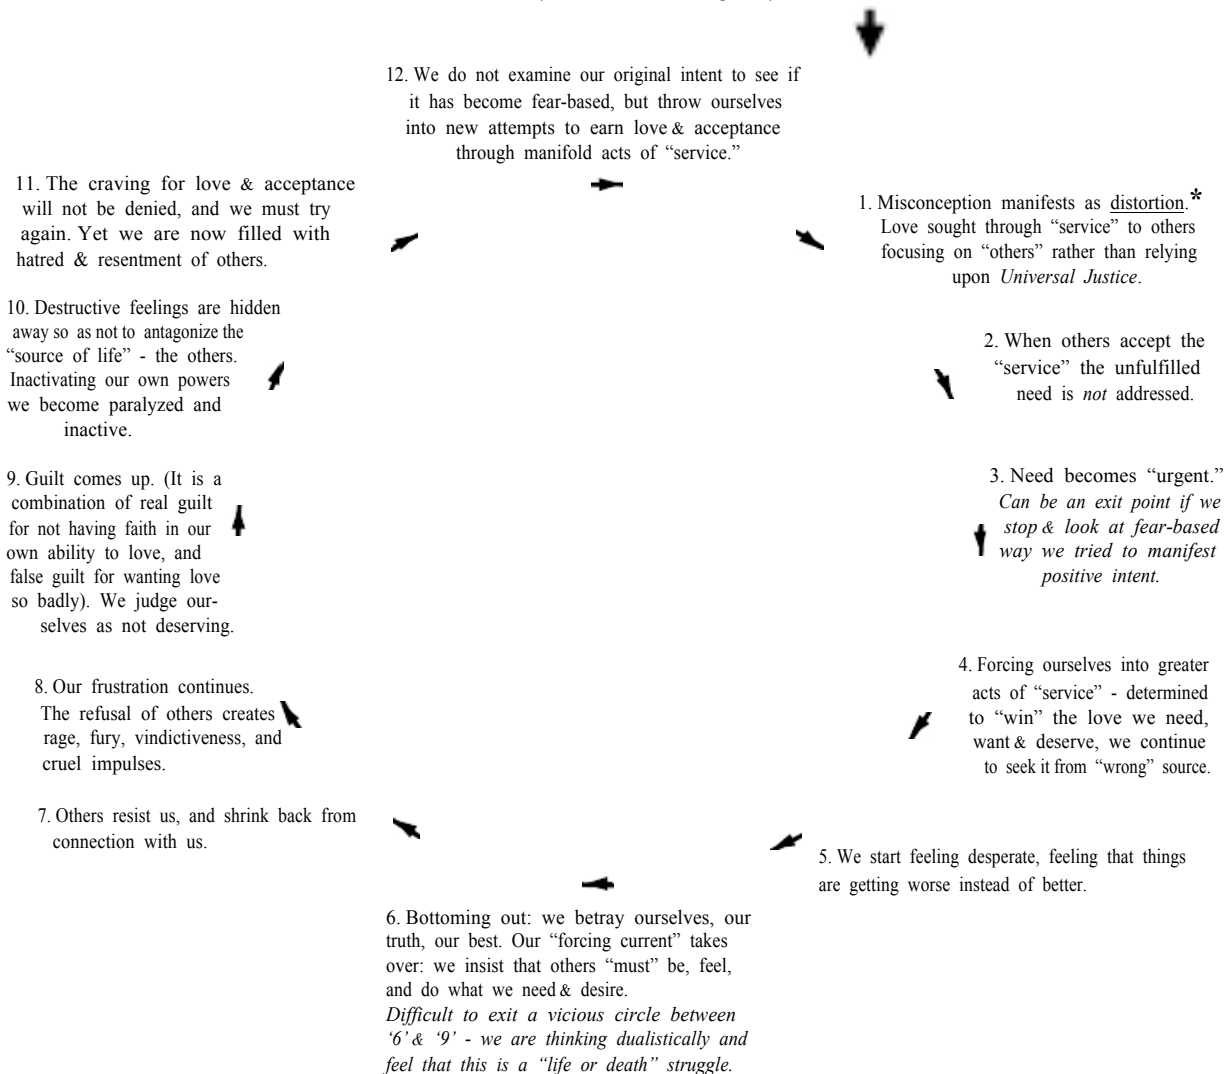 12. We do not examine our original intent to see if
it has become fear-based, but throw ourselves
into new attempts to earn love & acceptance
through manifold acts of “service.”
1. Misconception manifests as distortion.*
Love sought through “service” to others
focusing on “others” rather than relying
upon Universal Justice.
2. When others accept the
“service” the unfulfilled
need is not addressed.
3. Need becomes “urgent.”
Can be an exit point if we
stop & look at fear-based
way we tried to manifest
positive intent.
4. Forcing ourselves into greater
acts of “service” - determined
to “win” the love we need,
want & deserve, we continue
to seek it from “wrong” source.
5. We start feeling desperate, feeling that things
are getting worse instead of better.
6. Bottoming out: we betray ourselves, our
truth, our best. Our “forcing current” takes
over: we insist that others “must” be, feel,
and do what we need & desire.
Difficult to exit a vicious circle between
‘6’ & ‘9’ - we are thinking dualistically and
feel that this is a “life or death” struggle.
7. Others resist us, and shrink back from
connection with us.
8. Our frustration continues.
The refusal of others creates
rage, fury, vindictiveness, and
cruel impulses.
9. Guilt comes up. (It is a
combination of real guilt
for not having faith in our
own ability to love, and
false guilt for wanting love
so badly). We judge our-
selves as not deserving.
10. Destructive feelings are hidden
away so as not to antagonize the
“source of life” - the others.
Inactivating our own powers
we become paralyzed and
inactive.
11. The craving for love & acceptance
will not be denied, and we must try
again. Yet we are now filled with
hatred & resentment of others.